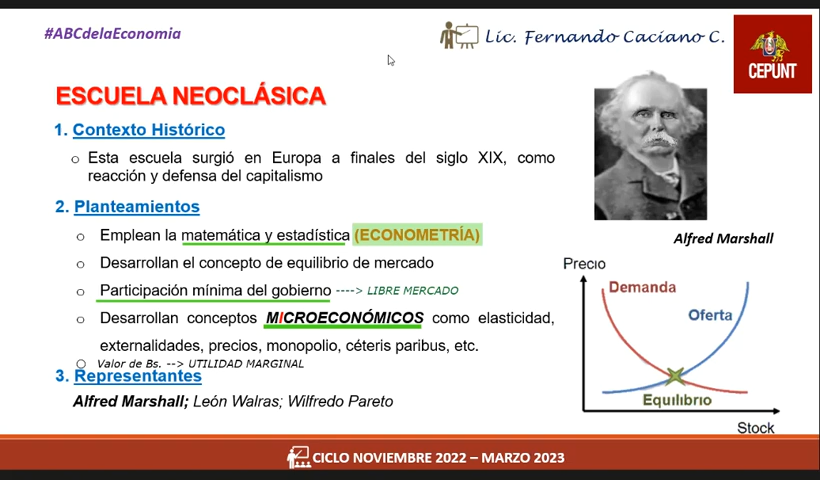 #ABCdelaEconomia
Lic. Fernando Caciano C.
CEPUNT
ESCUELA NEOCLÁSICA
1. Contexto Histórico
o Esta escuela surgió en Europa a finales del siglo XIX, como
reacción y defensa del capitalismo
2. Planteamientos
o Emplean la matemática y estadística (ECONOMETRÍA)
o Desarrollan el concepto de equilibrio de mercado
o Participación mínima del gobierno ----> LIBRE MERCADO
o Desarrollan conceptos MICROECONÓMICOS como elasticidad,
externalidades, precios, monopolio, céteris paribus, etc.
o Valor de Bs. --> UTILIDAD MARGINAL
3. Representantes
Alfred Marshall; León Walras; Wilfredo Pareto
Alfred Marshall
Precio
Demanda
Oferta
Equilibrio
Stock
CICLO NOVIEMBRE 2022 – MARZO 2023